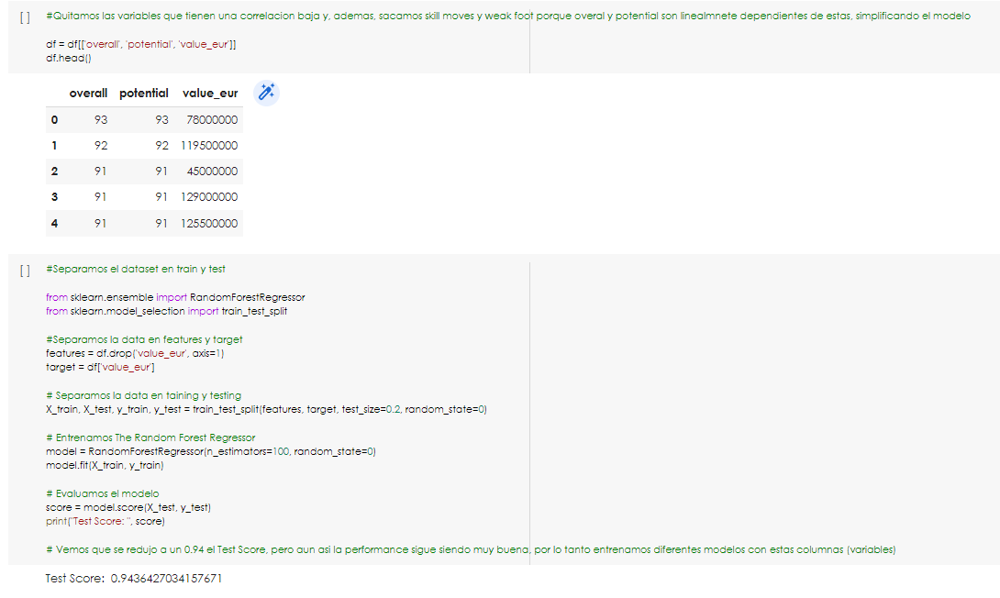 [ ] #Quitamos las variables que tienen una correlacion baja y, ademas, sacamos skill moves y weak foot porque overal y potential son linealmnete dependientes de estas, simplificando el modelo
df = df[['overall', 'potential', 'value_eur']]
df.head()
overall potential value_eur
0 93 93 78000000
1 92 92 119500000
2 91 91 45000000
3 91 91 129000000
4 91 91 125500000
[ ] #Separamos el dataset en train y test
from sklearn.ensemble import RandomForestRegressor
from sklearn.model_selection import train_test_split
#Separamos la data en features y target
features = df.drop('value_eur', axis=1)
target = df['value_eur']
# Separamos la data en taining y testing
X_train, X_test, y_train, y_test = train_test_split(features, target, test_size=0.2, random_state=0)
# Entrenamos The Random Forest Regressor
model = RandomForestRegressor(n_estimators=100, random_state=0)
model.fit(X_train, y_train)
# Evaluamos el modelo
score = model.score(X_test, y_test)
print("Test Score: ", score)
# Vemos que se redujo a un 0.94 el Test Score, pero aun asi la performance sigue siendo muy buena, por lo tanto entrenamos diferentes modelos con estas columnas (variables)
Test Score: 0.9436427034157671